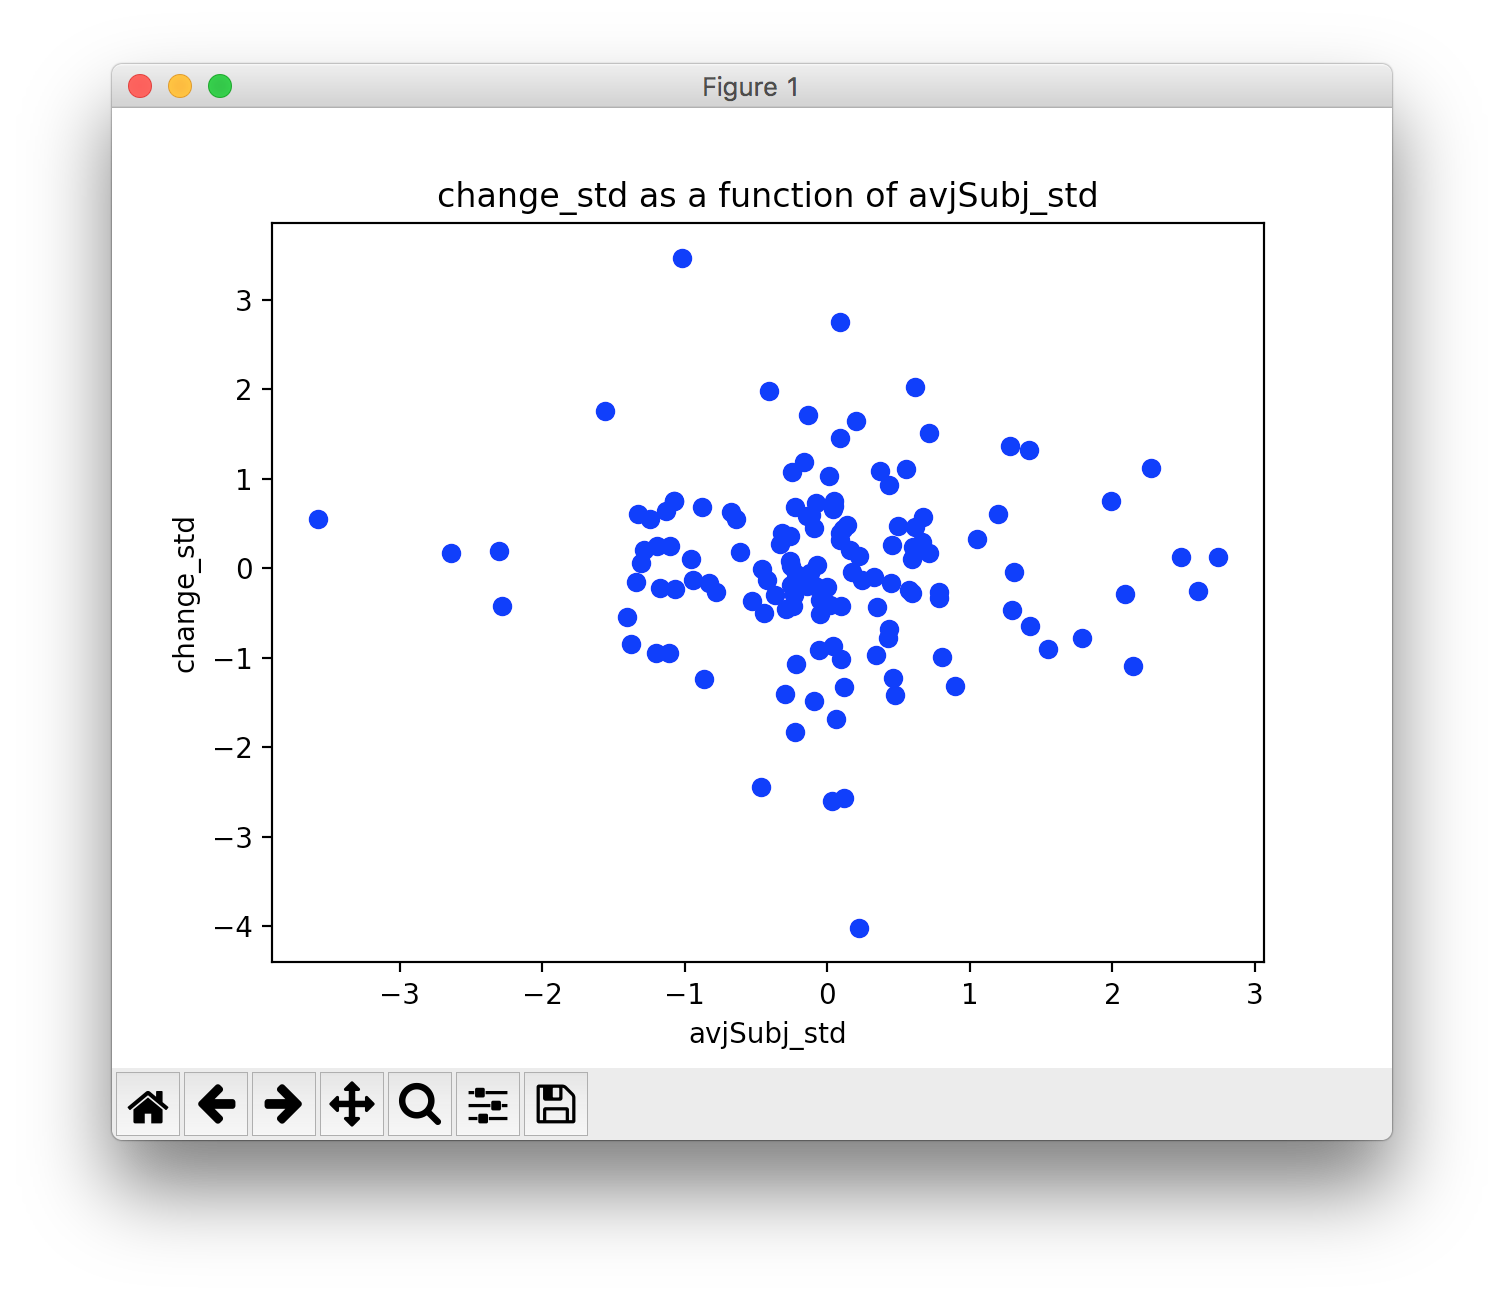 Figure 1
change_std as a function of avjSubj_std
3
2
1
0
−1
−2
−3
−4
change_std
−3 −2 −1 0 1 2 3
avjSubj_std